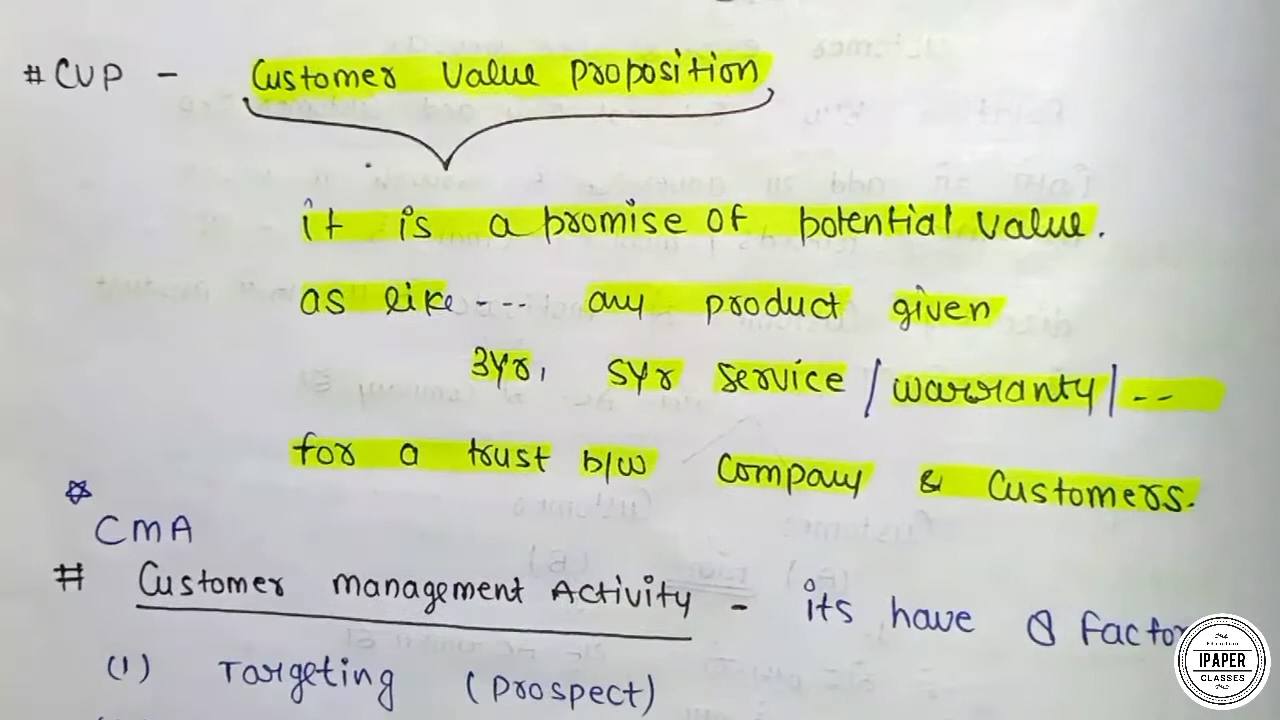 #CVP - Customer Value proposition
it is a promise of potential value.
as like---- any product given
3yr, 5yr service / warranty / --
for a trust b/w Company & Customers.
☆
CMA
# Customer management Activity - its have 8 factor
(1) Targeting (prospect)
IPAPER
CLASSES